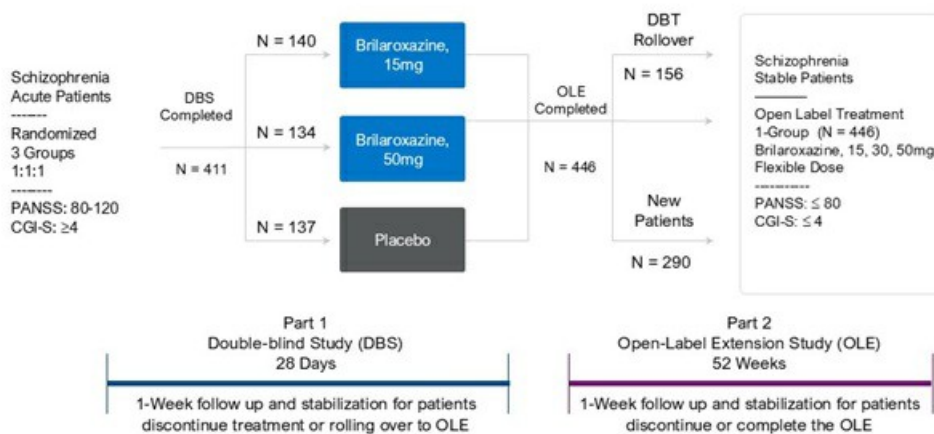 Schizophrenia
Acute Patients
-------
Randomized
3 Groups
1:1:1
--------
PANSS: 80-120
CGI-S: ≥4
DBS
Completed
N = 411
N = 140
N = 134
N = 137
Brilaroxazine,
15mg
Brilaroxazine,
50mg
Placebo
OLE
Completed
N = 446
DBT
Rollover
N = 156
New
Patients
N = 290
Schizophrenia
Stable Patients
Open Label Treatment
1-Group (N = 446)
Brilaroxazine, 15, 30, 50mg
Flexible Dose
------------
PANSS: ≤ 80
CGI-S: ≤ 4
Part 1
Double-blind Study (DBS)
28 Days
1-Week follow up and stabilization for patients
discontinue treatment or rolling over to OLE
Part 2
Open-Label Extension Study (OLE)
52 Weeks
1-Week follow up or stabilization for patients
discontinue or complete the OLE